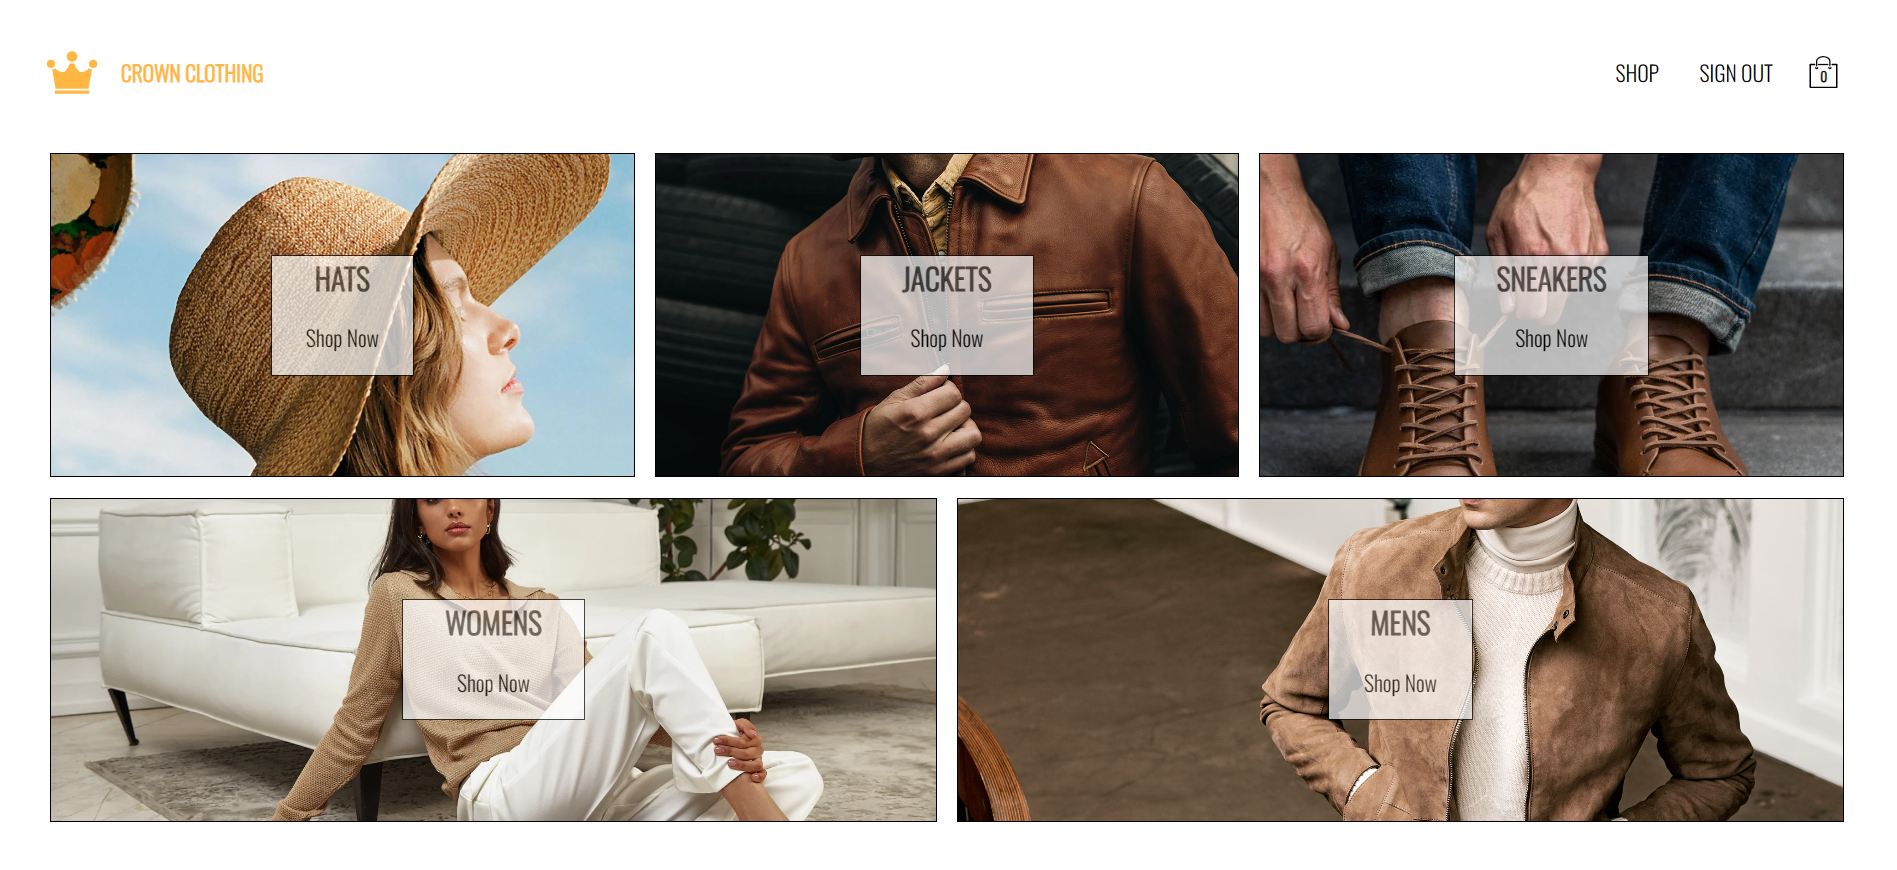 CROWN CLOTHING
SHOP
SIGN OUT
0
HATS
Shop Now
JACKETS
Shop Now
SNEAKERS
Shop Now
WOMENS
Shop Now
MENS
Shop Now